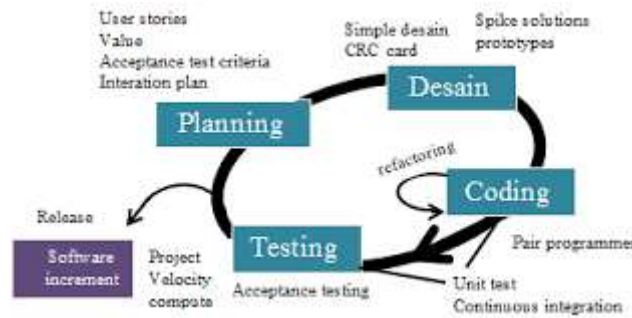 User stories
Value
Acceptance test criteria
Interation plan
Simple desain
CRC card
Spike solutions
prototypes
Desain
Planning
refactoring
Coding
Release
Software
increment
Project
Velocity
compute
Testing
Acceptance testing
Pair programmer
Unit test
Continuous integration